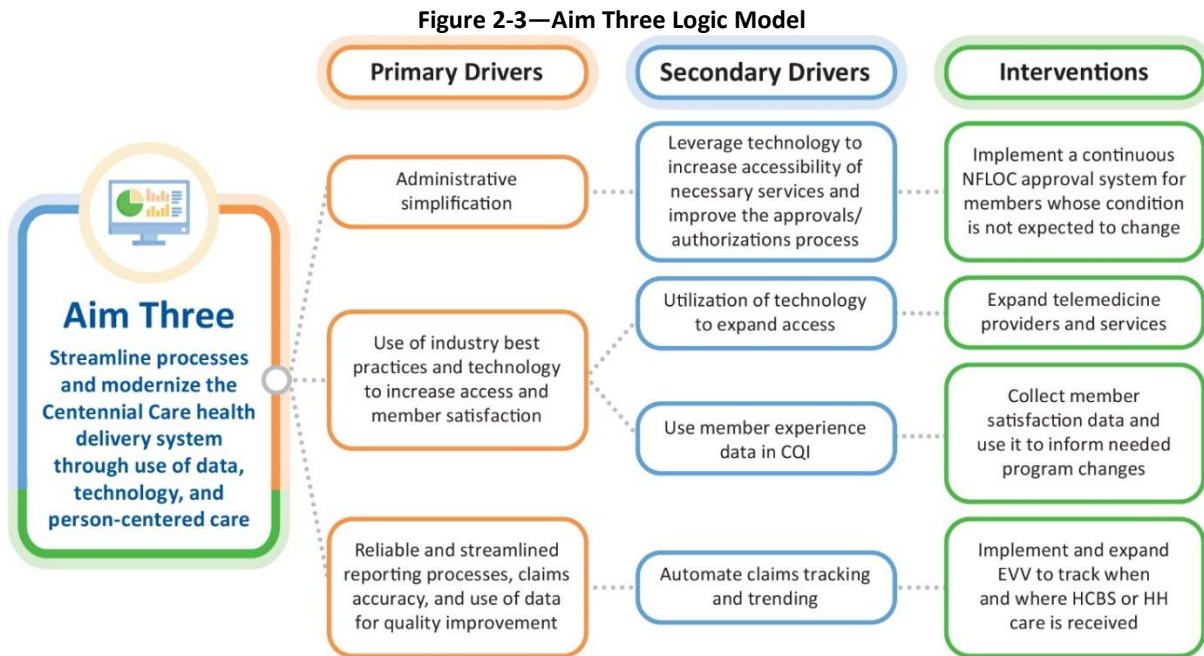 Figure 2-3—Aim Three Logic Model
Primary Drivers
Secondary Drivers
Interventions
Aim Three
Streamline processes
and modernize the
Centennial Care health
delivery system
through use of data,
technology, and
person-centered care
Administrative
simplification
Leverage technology to
increase accessibility of
necessary services and
improve the approvals/
authorizations process
Implement a continuous
NFLOC approval system for
members whose condition
is not expected to change
Use of industry best
practices and technology
to increase access and
member satisfaction
Utilization of technology
to expand access
Expand telemedicine
providers and services
Use member experience
data in CQI
Collect member
satisfaction data and
use it to inform needed
program changes
Reliable and streamlined
reporting processes, claims
accuracy, and use of data
for quality improvement
Automate claims tracking
and trending
Implement and expand
EVV to track when
and where HCBS or HH
care is received